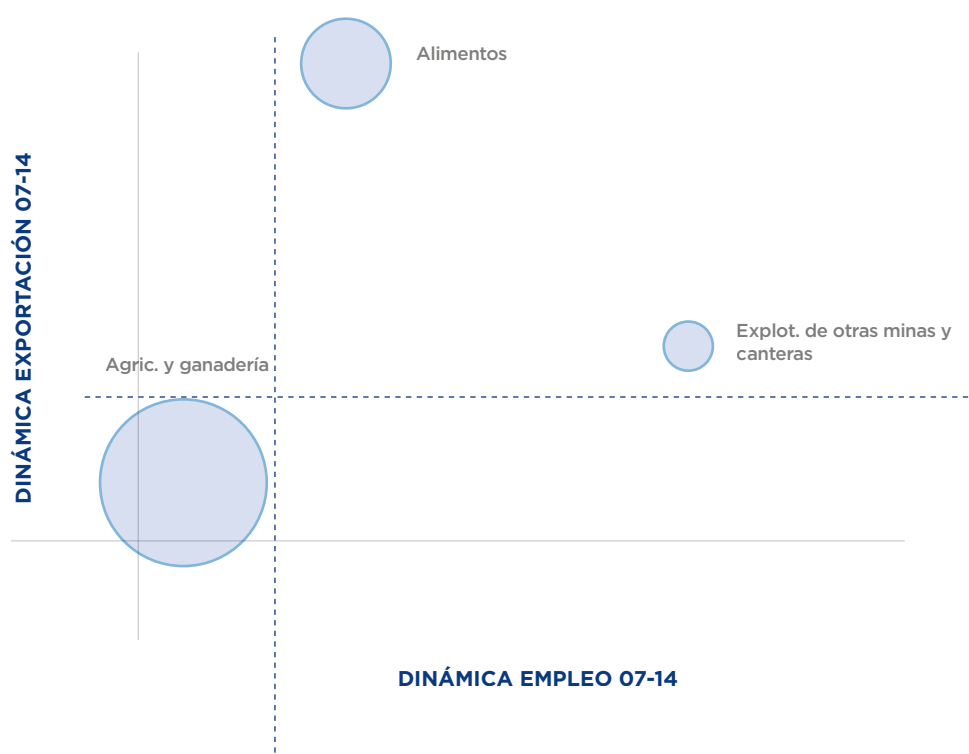 Alimentos
DINÁMICA EXPORTACIÓN 07-14
Explot. de otras minas y
canteras
Agric. y ganadería
DINÁMICA EMPLEO 07-14